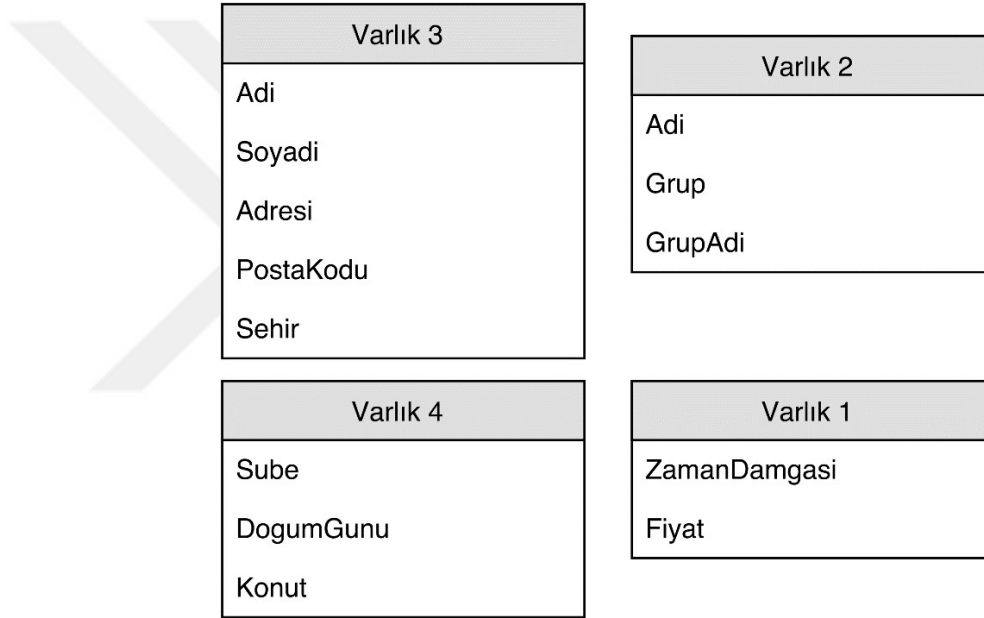 Varlık 3
Adi
Soyadi
Adresi
PostaKodu
Sehir
Varlık 2
Adi
Grup
GrupAdi
Varlık 4
Sube
DogumGunu
Konut
Varlık 1
ZamanDamgasi
Fiyat